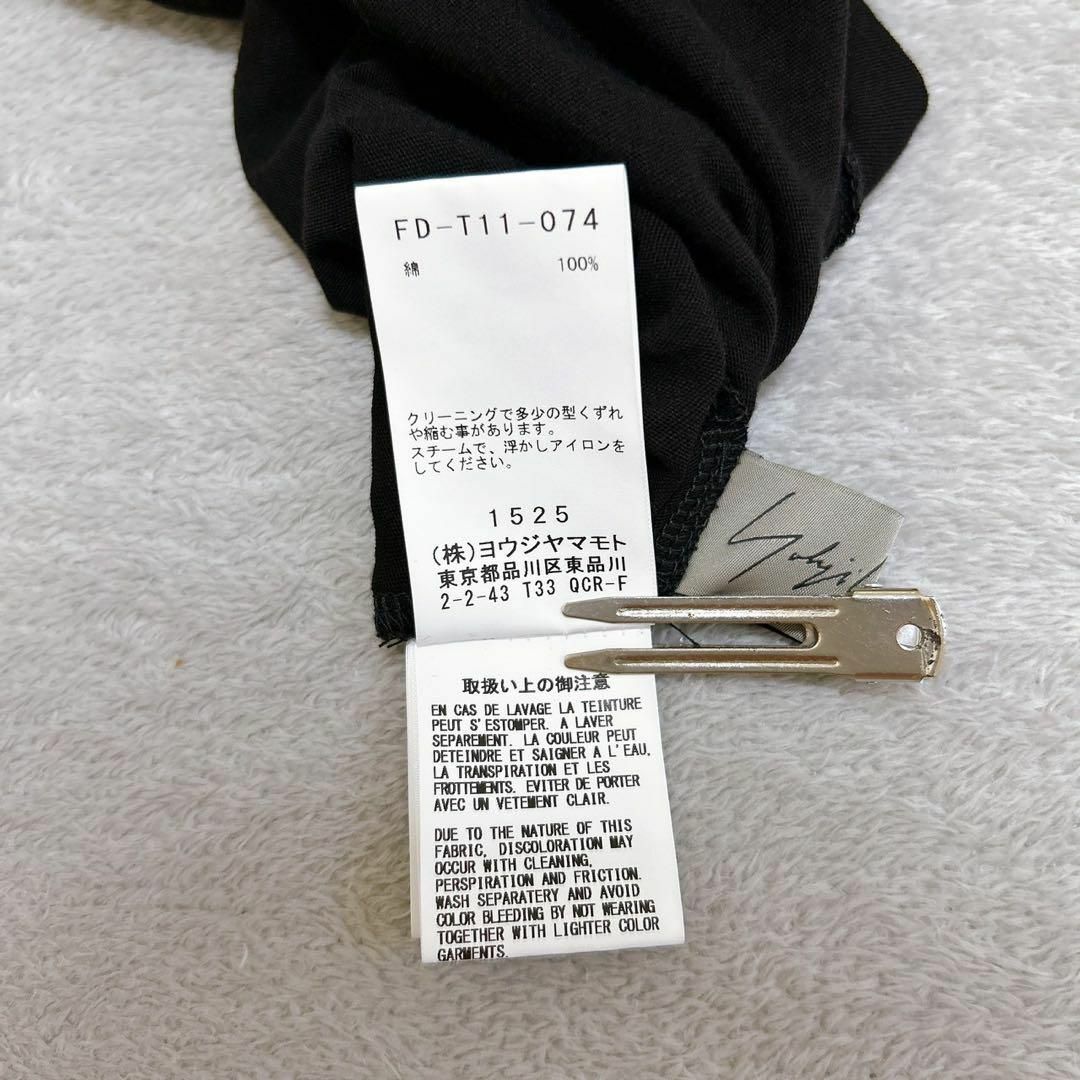 FD-T11-074
綿 100%
クリーニングで多少の型くずれ
や縮む事があります。
スチームで、浮かしアイロンを
してください。
1525
(株)ヨウジヤマモト
東京都品川区東品川
2-2-43 T33 QCR-F
取扱い上の御注意
EN CAS DE LAVAGE LA TEINTURE
PEUT S'ESTOMPER. A LAVER
SEPAREMENT. LA COULEUR PEUT
DETEINDRE ET SAIGNER A L'EAU,
LA TRANSPIRATION ET LES
FROTTEMENTS. EVITER DE PORTER
AVEC UN VETEMENT CLAIR.
DUE TO THE NATURE OF THIS
FABRIC, DISCOLORATION MAY
OCCUR WITH CLEANING,
PERSPIRATION AND FRICTION.
WASH SEPARATERY AND AVOID
COLOR BLEEDING BY NOT WEARING
TOGETHER WITH LIGHTER COLOR
GARMENTS.